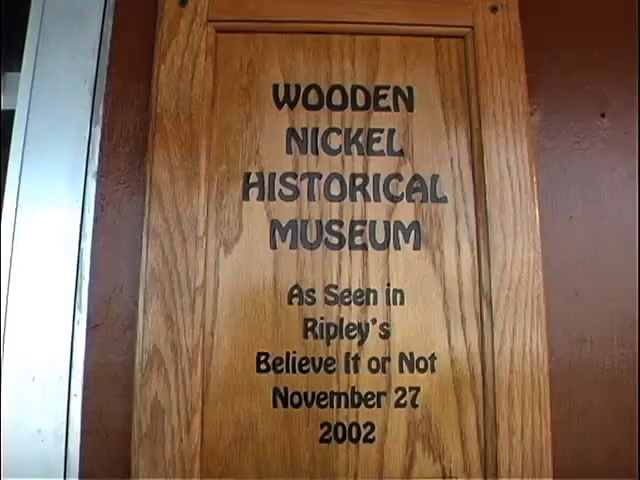 WOODEN
NICKEL
HISTORICAL
MUSEUM
As Seen in
Ripley's
Believe It or Not
November 27
2002